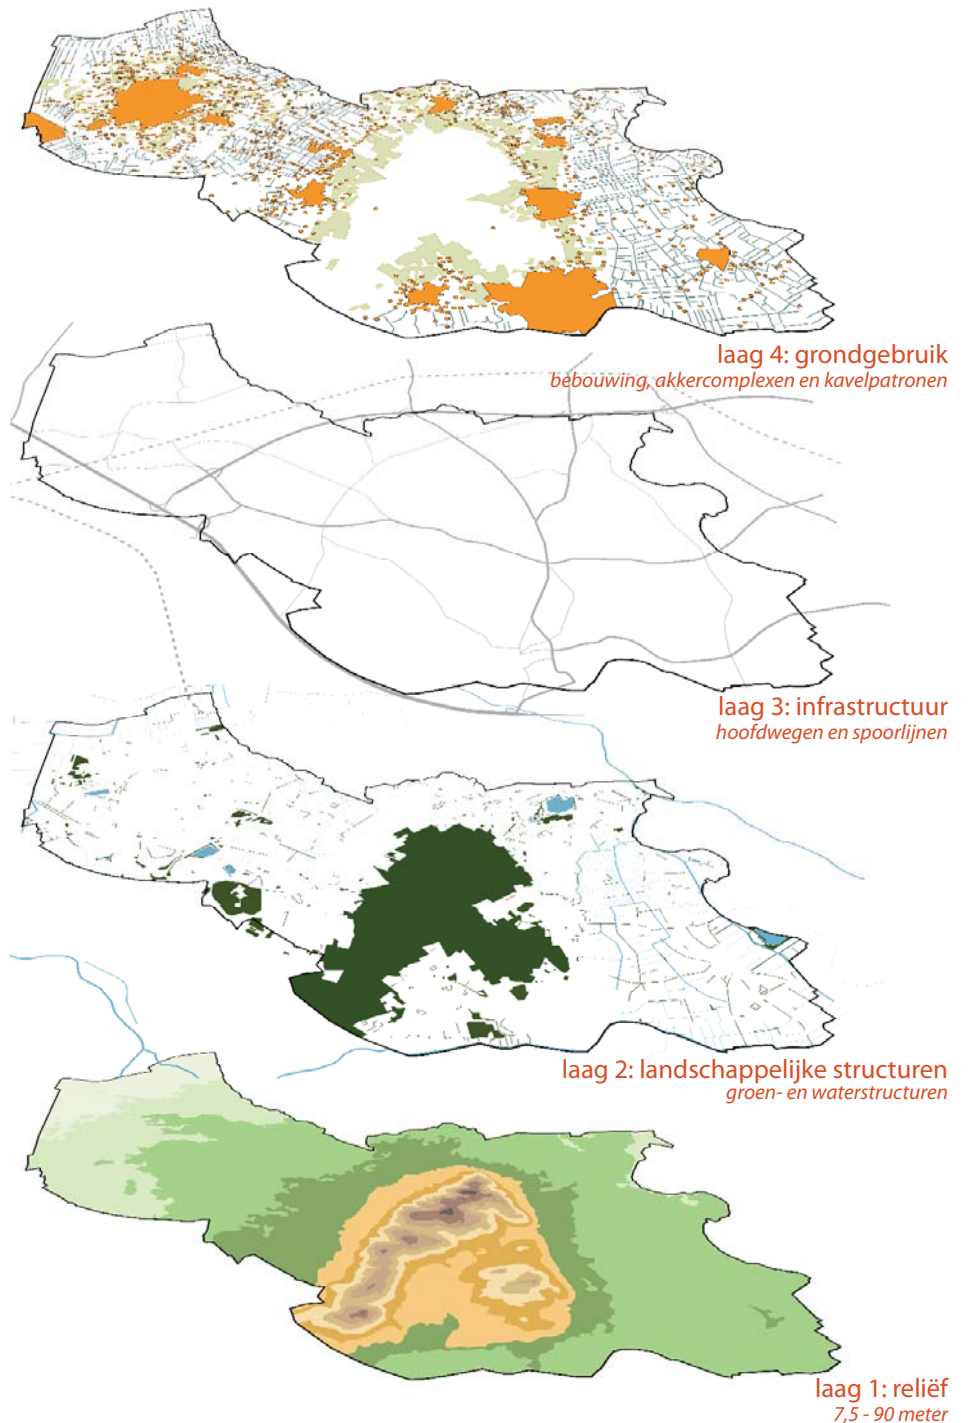 laag 4: grondgebruik
bebouwing, akkercomplexen en kavelpatronen
laag 3: infrastructuur
hoofdwegen en spoorlijnen
laag 2: landschappelijke structuren
groen- en waterstructuren
laag 1: reliëf
7,5 - 90 meter